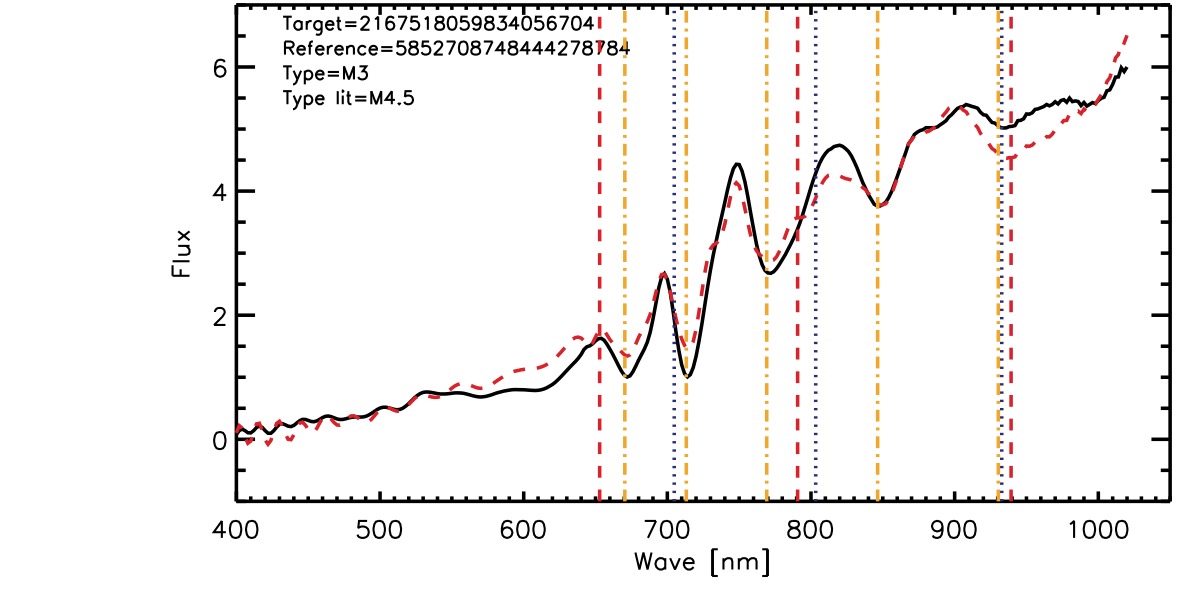 Target=2167518059834056704
Reference=5852708748444278784
Type=M3
Type lit=M4.5
6
4
2
0
Flux
400 500 600 700 800 900 1000
Wave [nm]